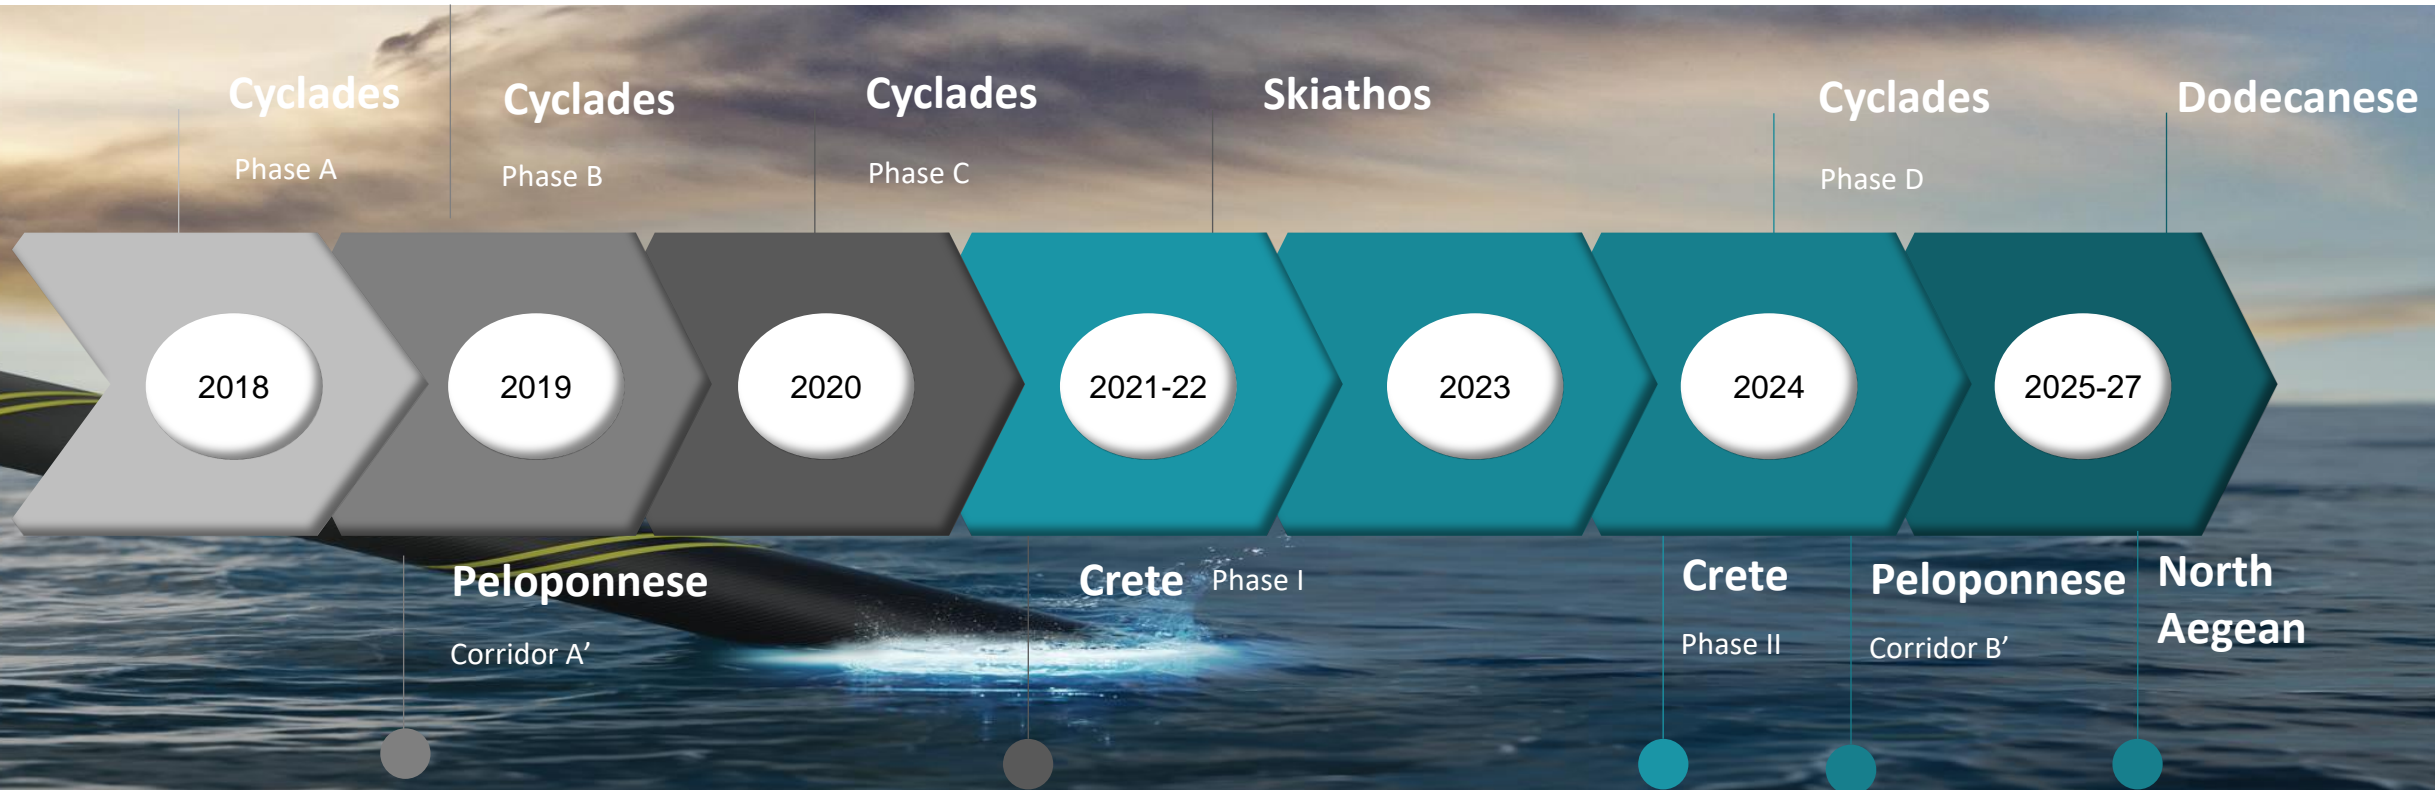 Cyclades
Phase A
Cyclades
Phase B
Cyclades
Phase C
Skiathos
Cyclades
Phase D
Dodecanese
2018
2019
2020
2021-22
2023
2024
2025-27
Peloponnese
Corridor A’
Crete Phase I
Crete
Phase II
Peloponnese
Corridor B’
North
Aegean